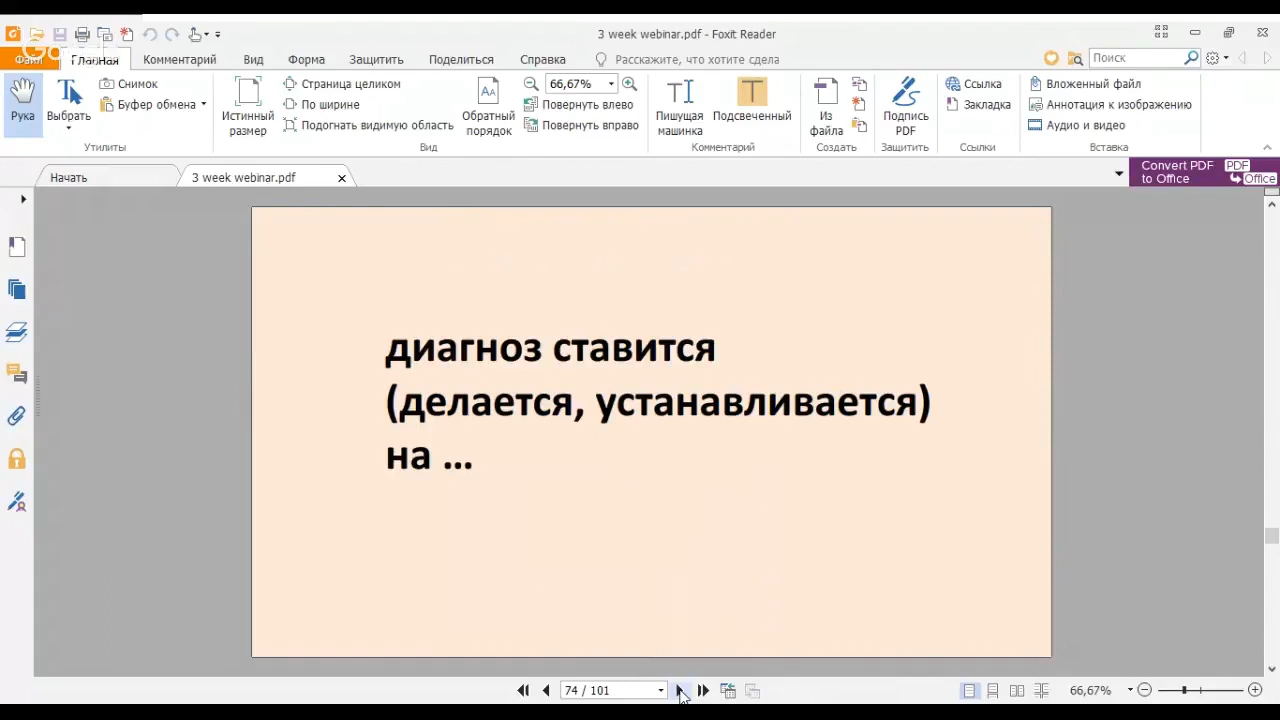 3 week webinar.pdf - Foxit Reader
Файл Главная Комментарий Вид Форма Защитить Поделиться Справка Расскажите, что хотите сдела Поиск
Рука
Выбрать
Снимок
Буфер обмена
Утилиты
Истинный размер
Страница целиком
По ширине
Подогнать видимую область
Обратный порядок
66,67%
Повернуть влево
Повернуть вправо
Вид
Пишущая машинка
Подсвеченный
Комментарий
Из файла
Создать
Подпись PDF
Защитить
Ссылка
Закладка
Ссылки
Вложенный файл
Аннотация к изображению
Аудио и видео
Вставка
Начать
3 week webinar.pdf
Convert PDF to Office
PDF
Office
диагноз ставится
(делается, устанавливается)
на ...
74 / 101
66,67%